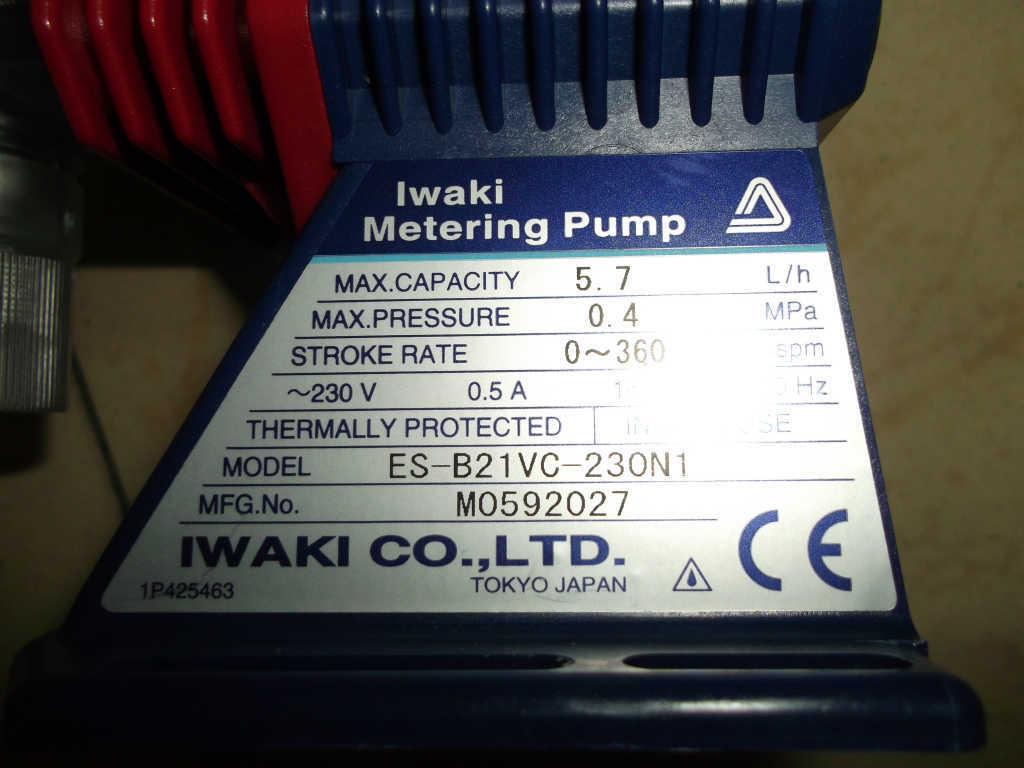 Iwaki
Metering Pump
MAX.CAPACITY 5.7 L/h
MAX.PRESSURE 0.4 MPa
STROKE RATE 0~360 spm
~230 V 0.5 A Hz
THERMALLY PROTECTED
MODEL ES-B21VC-230N1
MFG.No. M0592027
IWAKI CO.,LTD.
TOKYO JAPAN
1P425463
CE